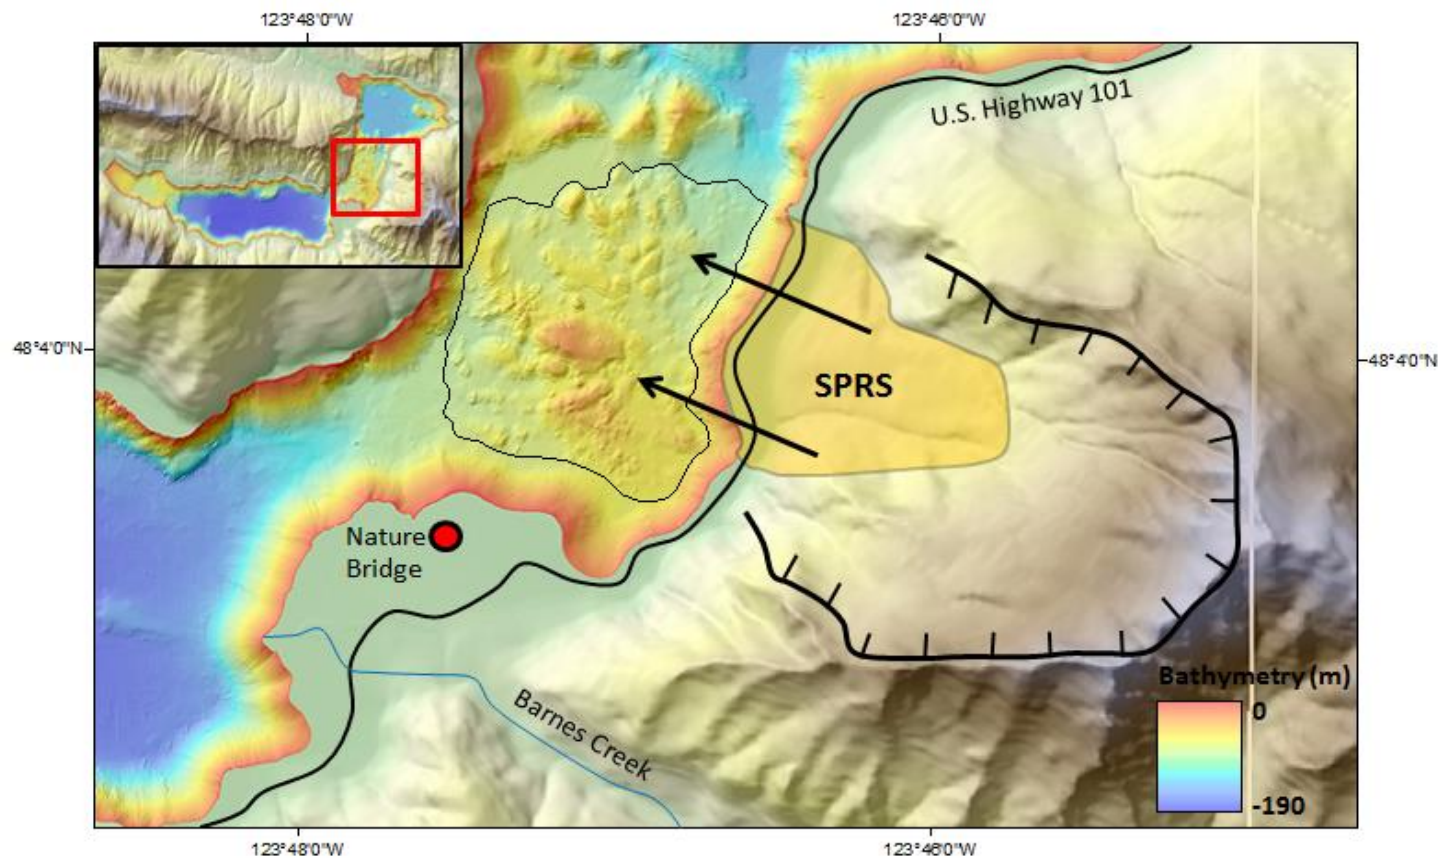 123°48'0"W
123°46'0"W
U.S. Highway 101
48°4'0"N
48°4'0"N
SPRS
Nature
Bridge
Barnes Creek
Bathymetry (m)
0
-190
123°48'0"W
123°46'0"W